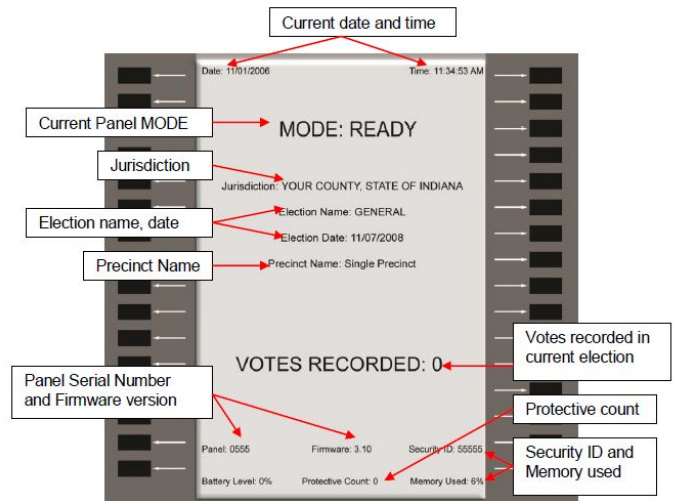 Current date and time
Date: 11/01/2006
Time: 11:34:53 AM
Current Panel MODE
MODE: READY
Jurisdiction
Jurisdiction: YOUR COUNTY, STATE OF INDIANA
Election name, date
Election Name: GENERAL
Election Date: 11/07/2008
Precinct Name
Precinct Name: Single Precinct
VOTES RECORDED: 0
Votes recorded in
current election
Panel Serial Number
and Firmware version
Protective count
Panel: 0555
Firmware: 3.10
Security ID: 55555
Security ID and
Memory used
Battery Level: 0%
Protective Count: 0
Memory Used: 6%